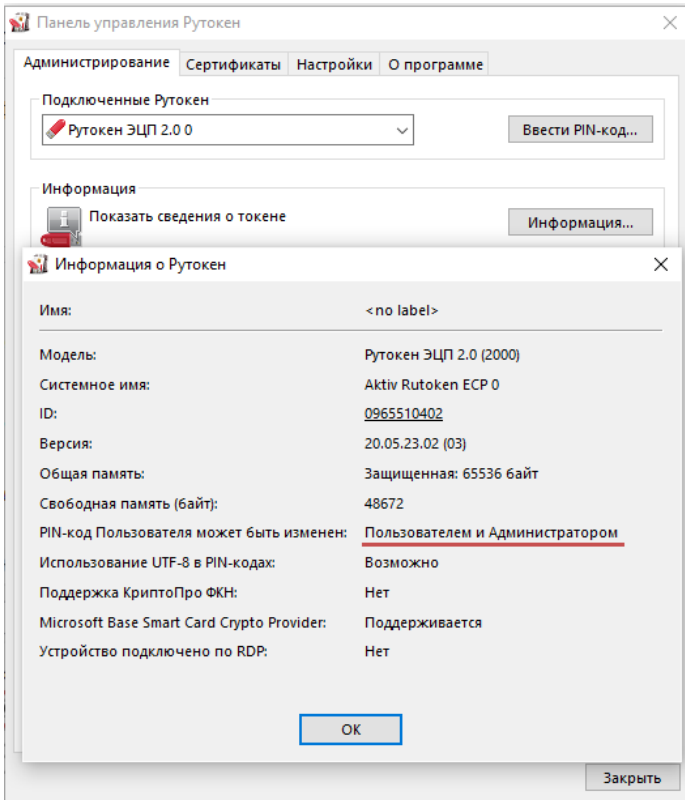 Панель управления Рутокен
Администрирование Сертификаты Настройки О программе
Подключенные Рутокен
Рутокен ЭЦП 2.0 0 Ввести PIN-код...
Информация
Показать сведения о токене Информация...
Информация о Рутокен
Имя: <no label>
Модель: Рутокен ЭЦП 2.0 (2000)
Системное имя: Aktiv Rutoken ECP 0
ID: 0965510402
Версия: 20.05.23.02 (03)
Общая память: Защищенная: 65536 байт
Свободная память (байт): 48672
PIN-код Пользователя может быть изменен: Пользователем и Администратором
Использование UTF-8 в PIN-кодах: Возможно
Поддержка КриптоПро ФКН: Нет
Microsoft Base Smart Card Crypto Provider: Поддерживается
Устройство подключено по RDP: Нет
ОК
Закрыть